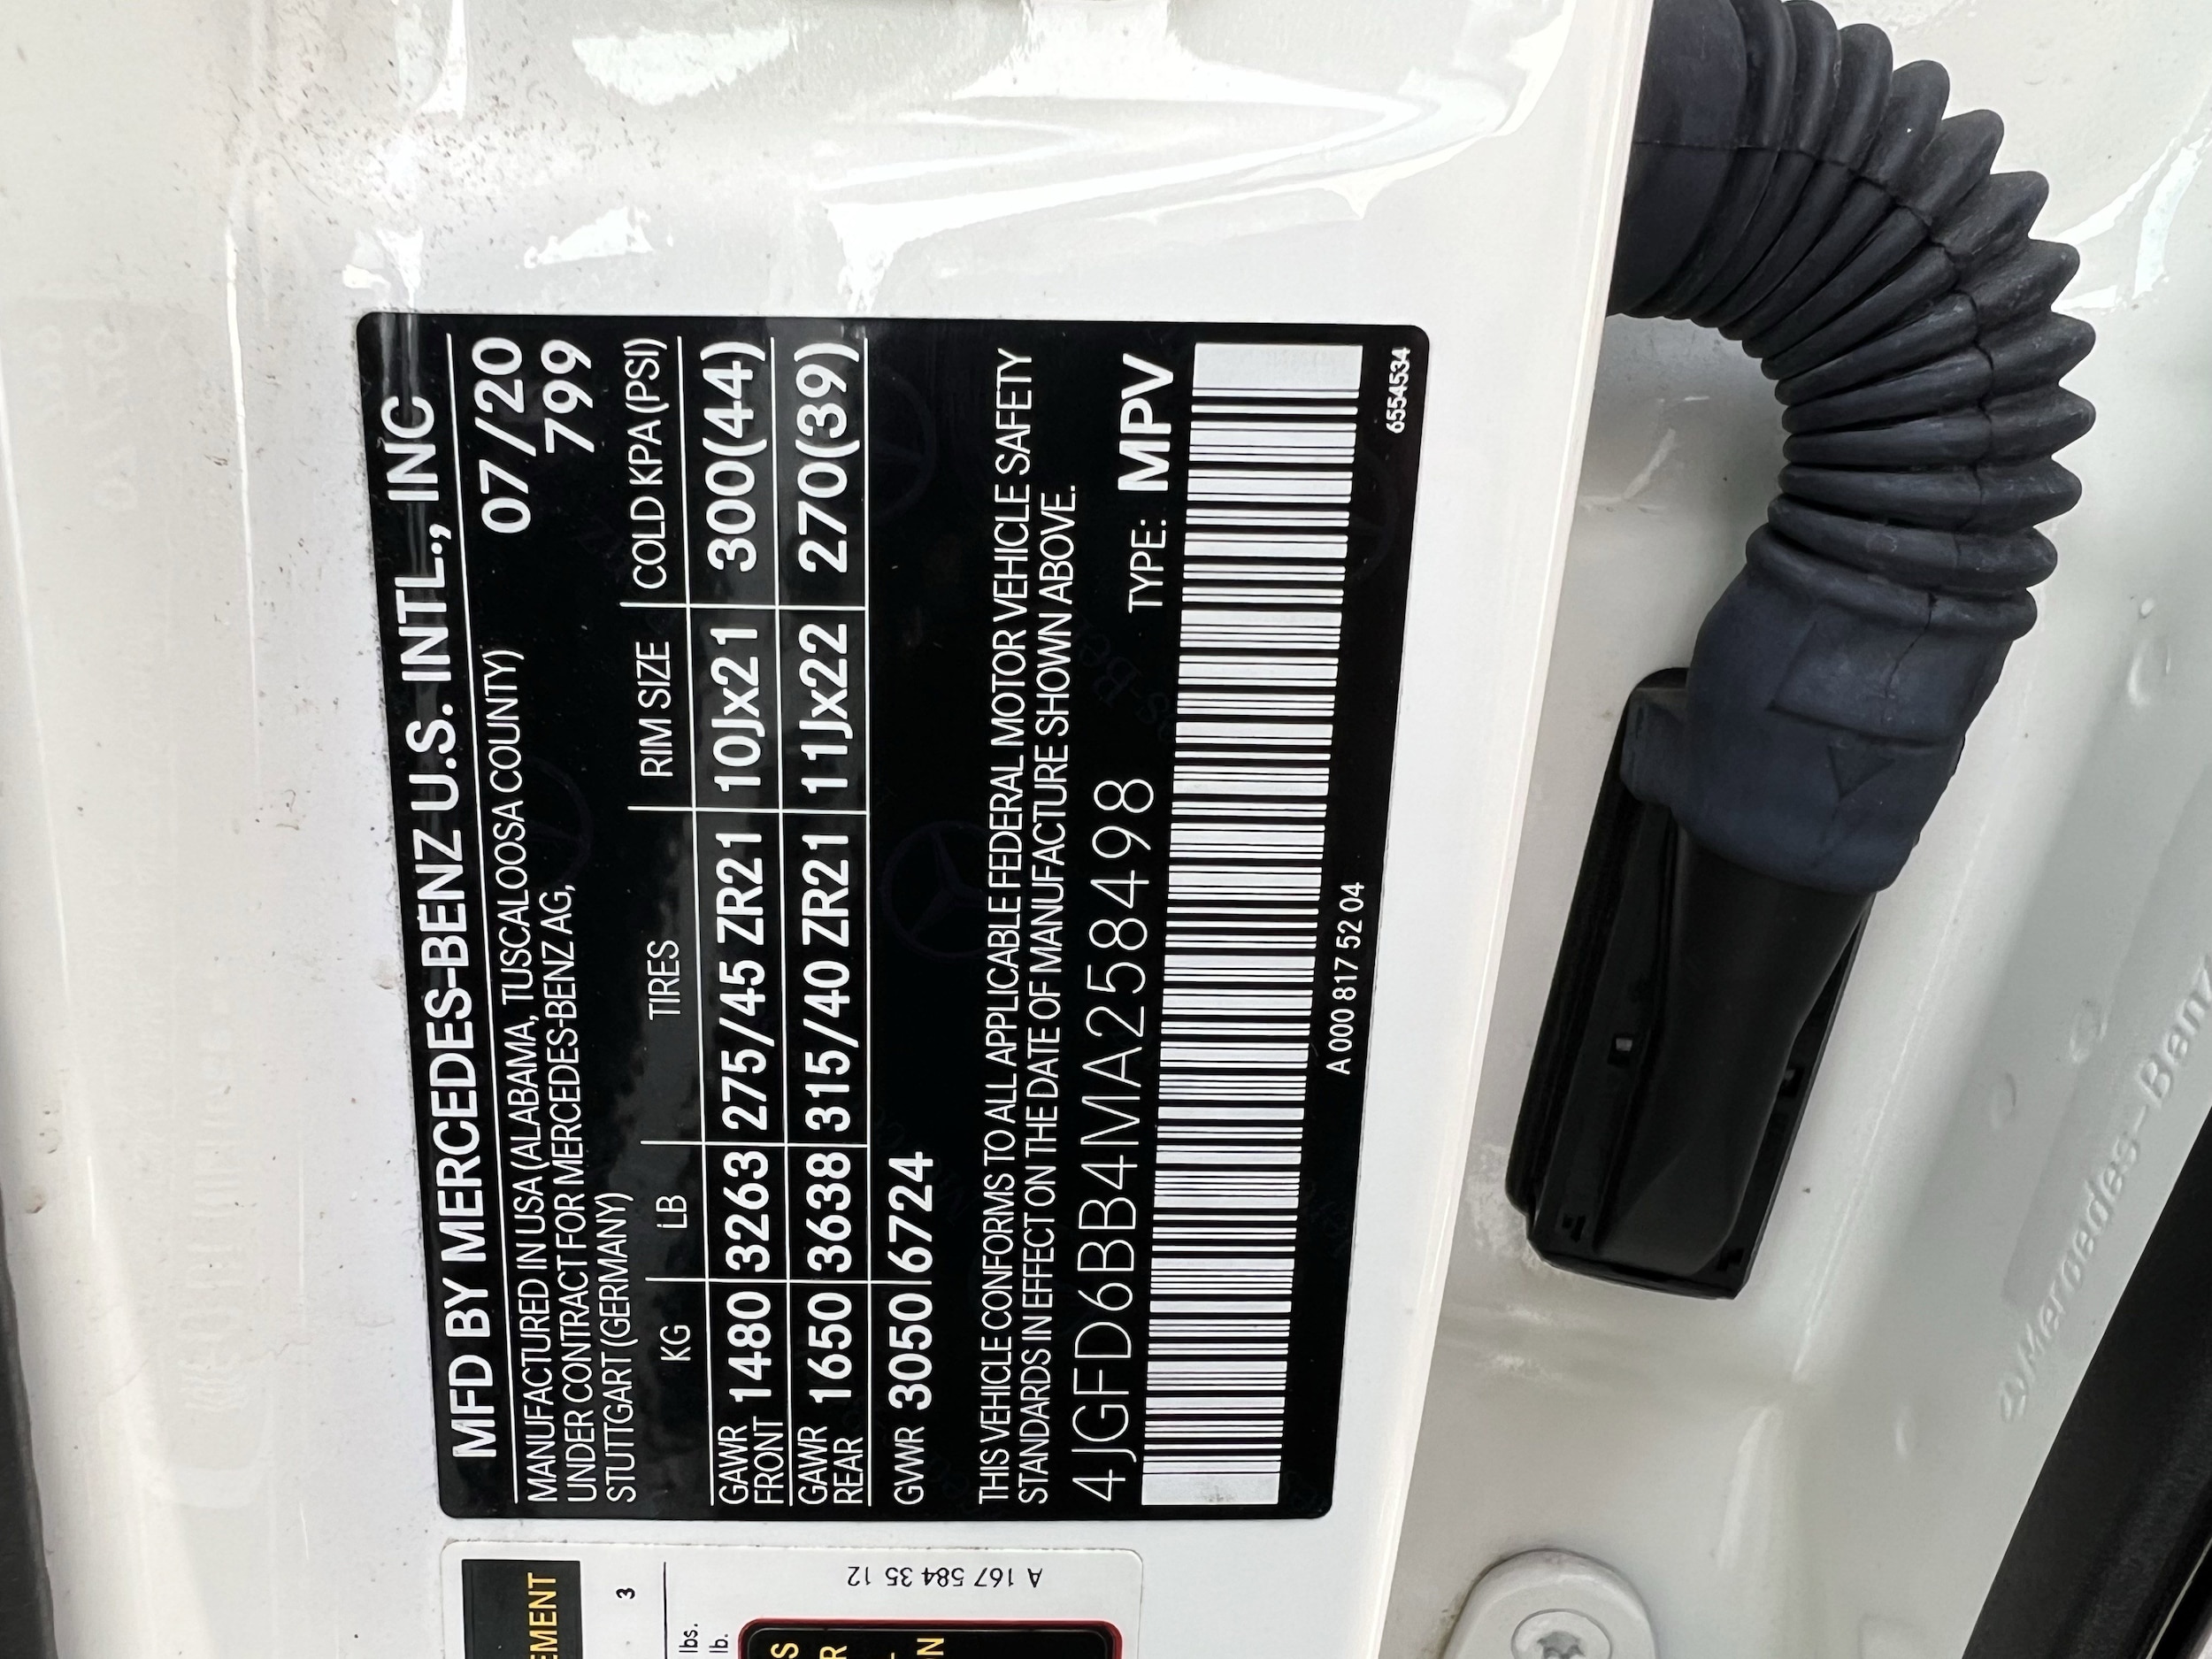 MFD BY MERCEDES-BENZ U.S. INTL., INC
MANUFACTURED IN USA (ALABAMA, TUSCALOOSA COUNTY) 07/20
UNDER CONTRACT FOR MERCEDES-BENZ AG, 799
STUTTGART (GERMANY)
KG LB TIRES RIM SIZE COLD KPA (PSI)
GAWR FRONT 1480 3263 275/45 ZR21 10Jx21 300(44)
GAWR REAR 1650 3638 315/40 ZR21 11Jx22 270(39)
GVWR 3050 6724
THIS VEHICLE CONFORMS TO ALL APPLICABLE FEDERAL MOTOR VEHICLE SAFETY
STANDARDS IN EFFECT ON THE DATE OF MANUFACTURE SHOWN ABOVE.
4JGFD6BB4MA258498 TYPE: MPV
A 000 817 52 04
6554534
A 167 584 35 12
3
lbs.
lb.
Mercedes-Benz